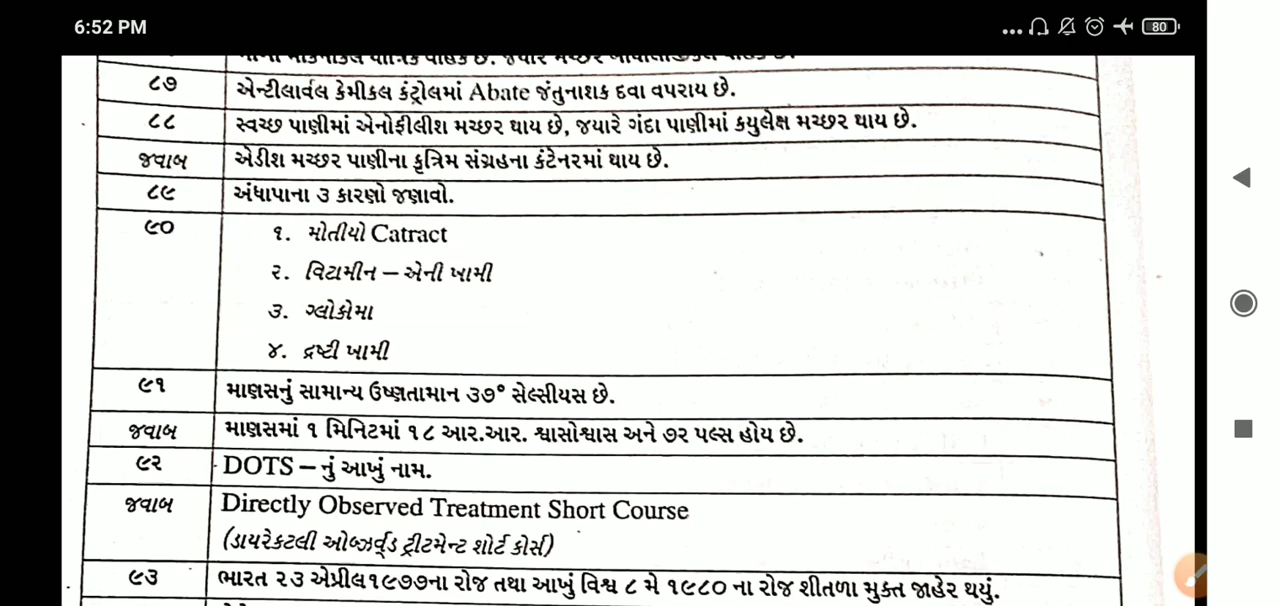 6:52 PM
80
૮૭ એન્ટીલાર્વલ કેમીકલ કંટ્રોલમાં Abate જંતુનાશક દવા વપરાય છે.
૮૮ સ્વચ્છ પાણીમાં એનોફીલીશ મચ્છર થાય છે, જયારે ગંદા પાણીમાં કયુલેક્ષ મચ્છર થાય છે.
જવાબ એડીશ મચ્છર પાણીના કૃત્રિમ સંગ્રહના કંટેનરમાં થાય છે.
૮૯ અંધાપાના ૩ કારણો જણાવો.
૯૦ ૧. મોતીયો Catract
૨. વિટામીન – એની ખામી
૩. ગ્લોકોમા
૪. દ્રષ્ટી ખામી
૯૧ માણસનું સામાન્ય ઉષ્ણતામાન ૩૭° સેલ્સીયસ છે.
જવાબ માણસમાં ૧ મિનિટમાં ૧૮ આર.આર. શ્વાસોશ્વાસ અને ૭૨ પલ્સ હોય છે.
૯૨ DOTS – નું આખું નામ.
જવાબ Directly Observed Treatment Short Course
(ડાયરેકટલી ઓબ્ઝર્વ્ડ ટ્રીટમેન્ટ શોર્ટ કોર્સ)
૯૩ ભારત ૨૩ એપ્રીલ૧૯૭૭ના રોજ તથા આખું વિશ્વ ૮ મે ૧૯૮૦ ના રોજ શીતળા મુક્ત જાહેર થયું.